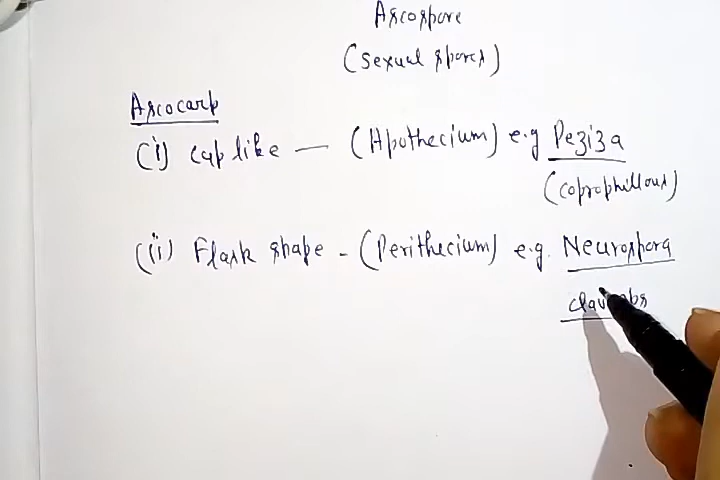 Ascospore
(sexual spores)
Ascocarp
(i) Cup like — (Apothecium) e.g Peziza
(coprophillous)
(ii) Flask shape - (Perithecium) e.g. Neurospora